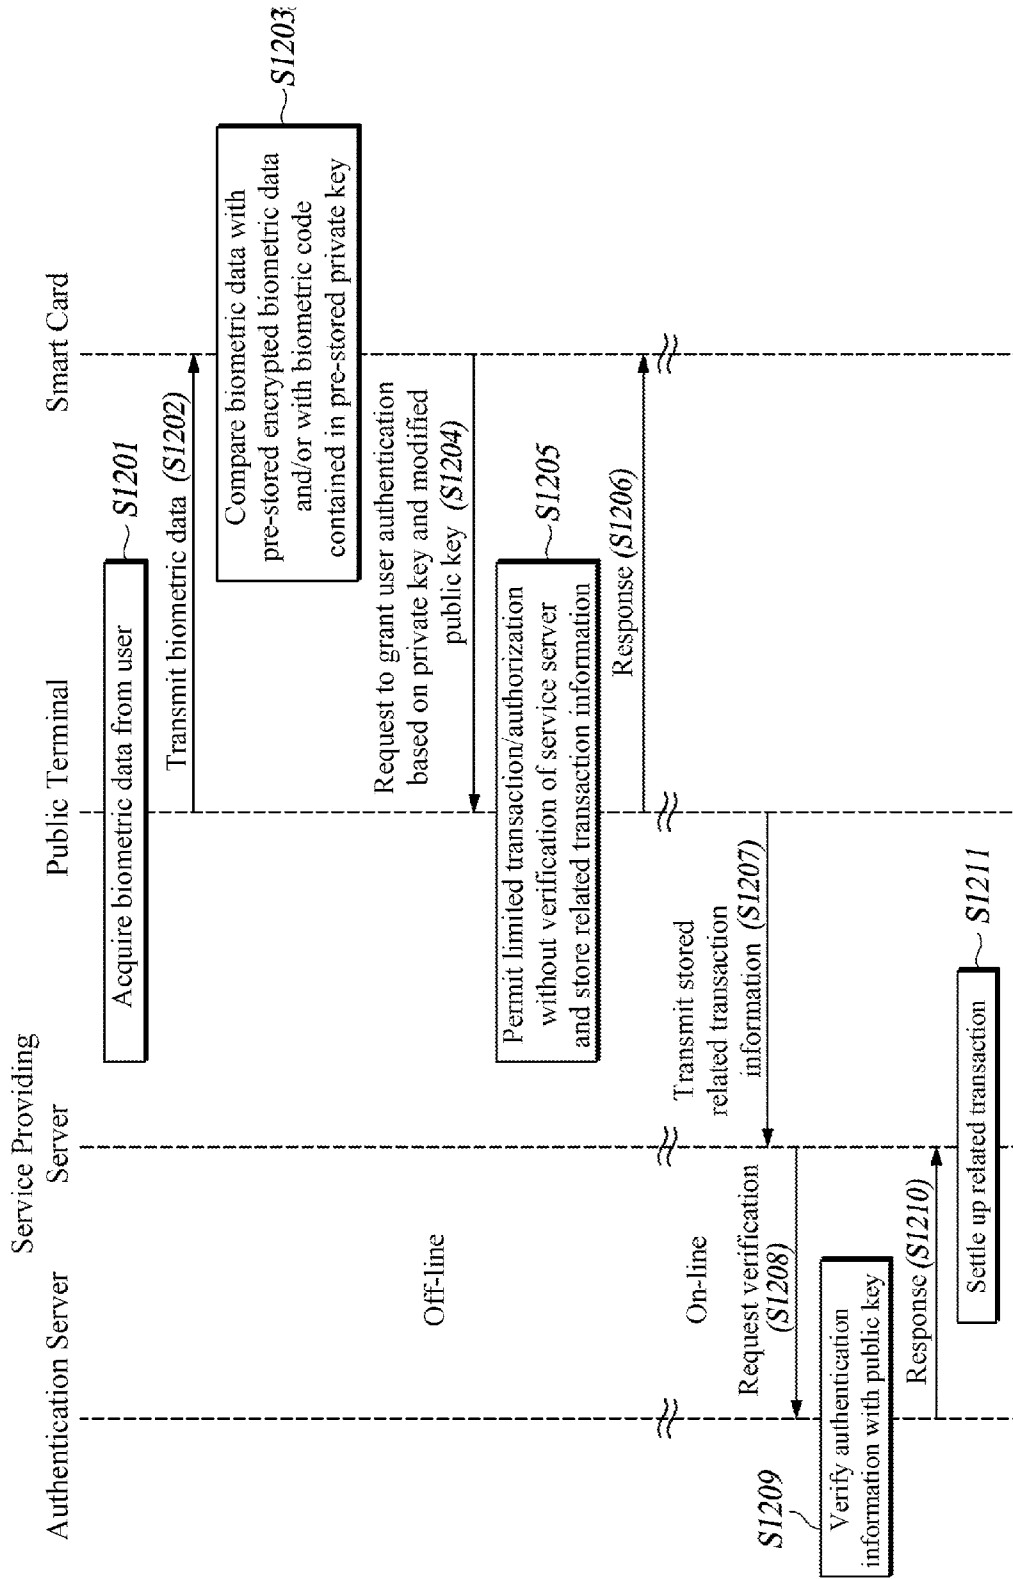 Authentication Server
Service Providing
Server
Public Terminal
Smart Card
Acquire biometric data from user
S1201
Transmit biometric data (S1202)
Compare biometric data with
pre-stored encrypted biometric data
and/or with biometric code
contained in pre-stored private key
S1203
Request to grant user authentication
based on private key and modified
public key (S1204)
Off-line
Permit limited transaction/authorization
without verification of service server
and store related transaction information
S1205
Response (S1206)
On-line
Transmit stored
related transaction
information (S1207)
Request verification
(S1208)
S1209
Verify authentication
information with public key
Response (S1210)
Settle up related transaction
S1211